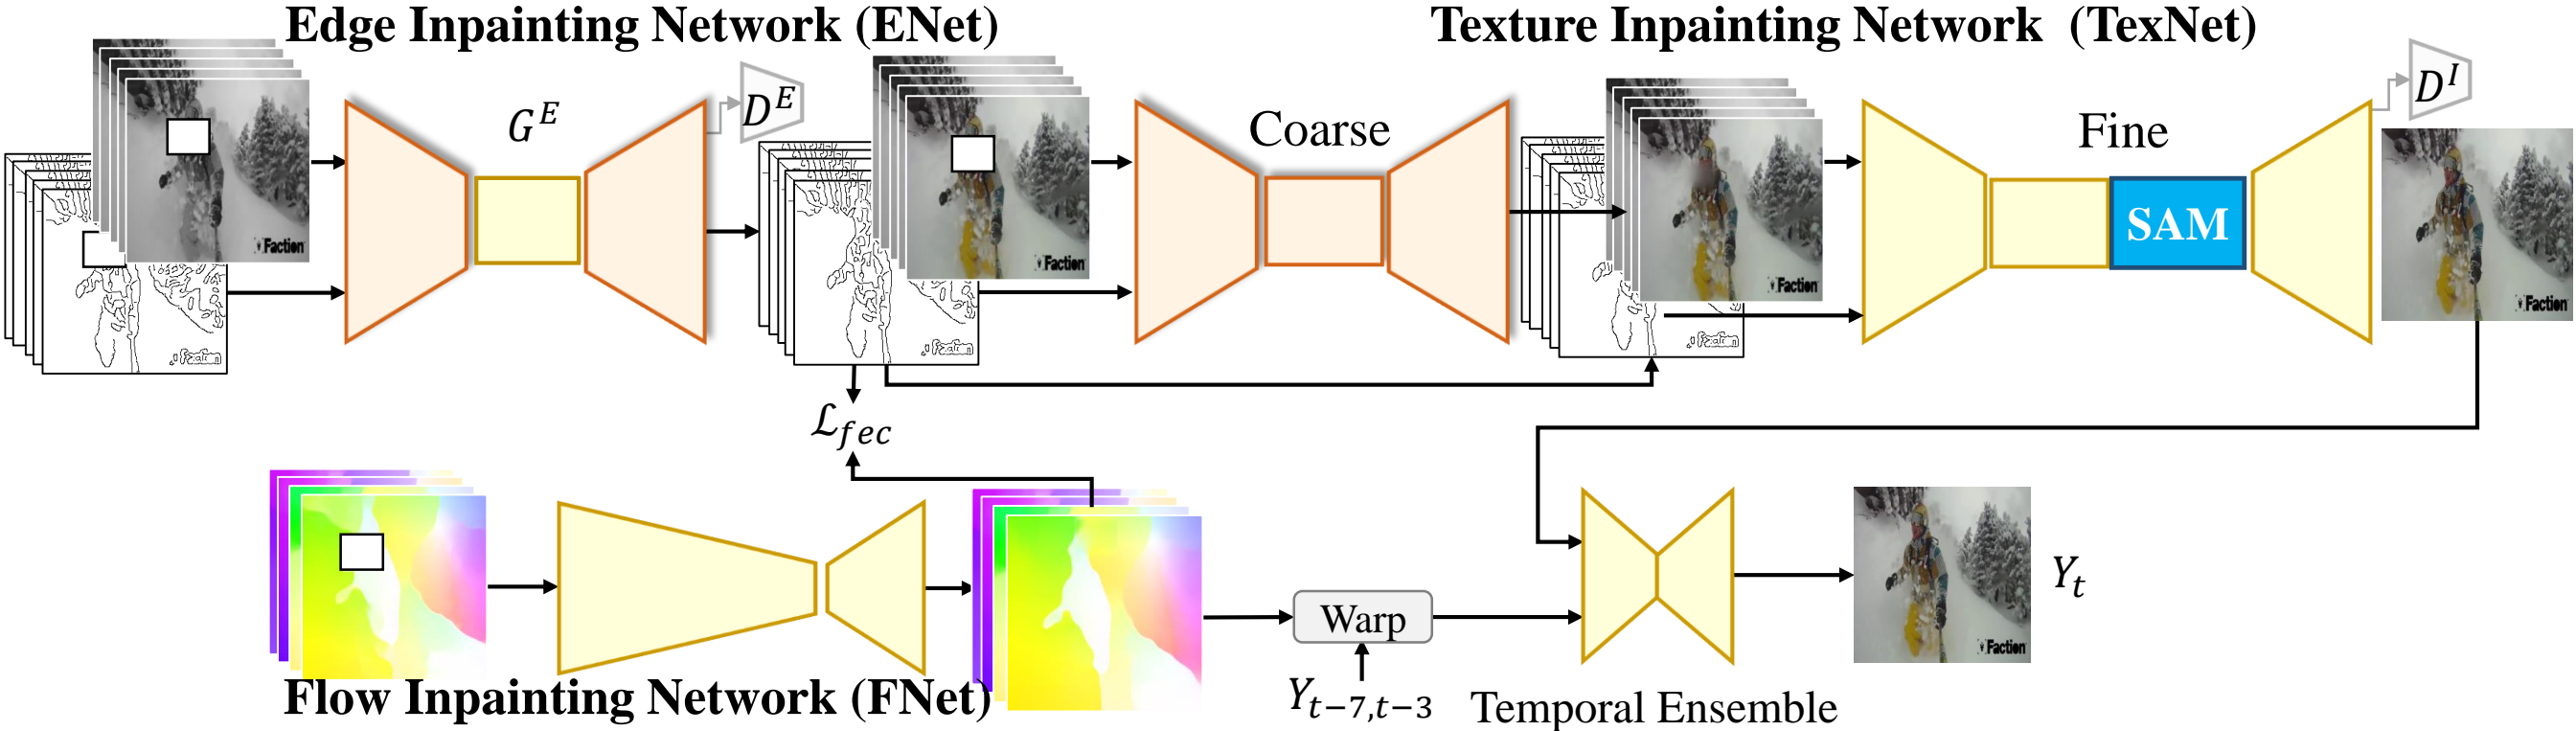 Edge Inpainting Network (ENet)
Texture Inpainting Network (TexNet)
G^E
D^E
Coarse
Fine
D^I
SAM
Faction
Faction
Faction
Faction
Faction
Faction
ℒ_fec
Warp
Y_t
Faction
Flow Inpainting Network (FNet)
Y_{t−7,t−3}
Temporal Ensemble